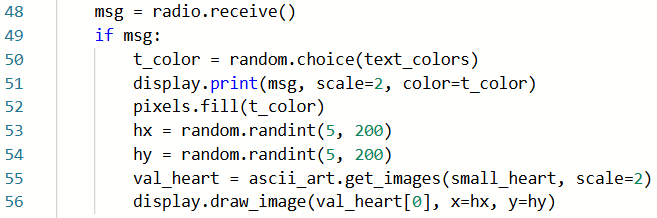 48 msg = radio.receive()
49 if msg:
50 t_color = random.choice(text_colors)
51 display.print(msg, scale=2, color=t_color)
52 pixels.fill(t_color)
53 hx = random.randint(5, 200)
54 hy = random.randint(5, 200)
55 val_heart = ascii_art.get_images(small_heart, scale=2)
56 display.draw_image(val_heart[0], x=hx, y=hy)